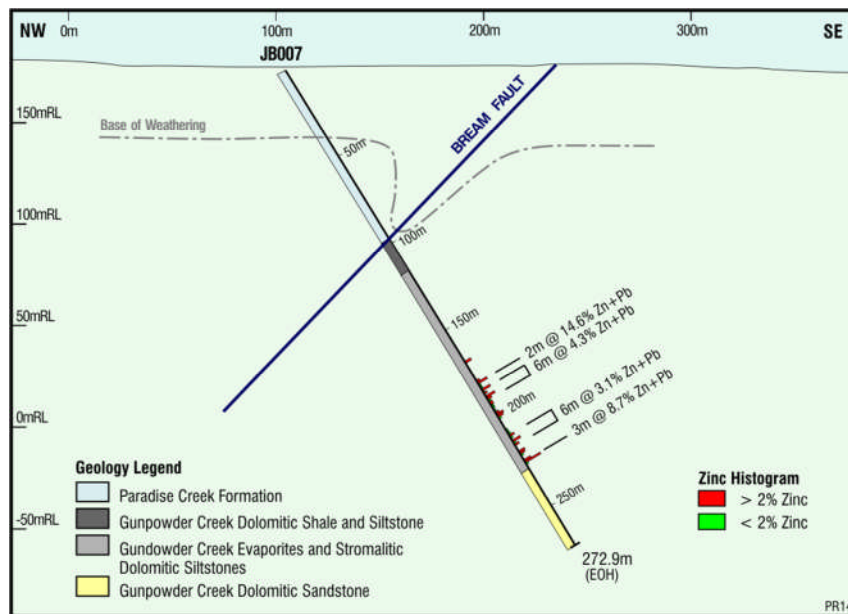 NW 0m 100m 200m 300m SE
JB007
150mRL
Base of Weathering
50m
BREAM FAULT
100mRL
100m
50mRL
150m
2m @ 14.6% Zn+Pb
6m @ 4.3% Zn+Pb
200m
0mRL
6m @ 3.1% Zn+Pb
3m @ 8.7% Zn+Pb
Geology Legend
Paradise Creek Formation
Gunpowder Creek Dolomitic Shale and Siltstone
Gundowder Creek Evaporites and Stromalitic
Dolomitic Siltstones
Gunpowder Creek Dolomitic Sandstone
Zinc Histogram
> 2% Zinc
< 2% Zinc
250m
-50mRL
272.9m
(EOH)